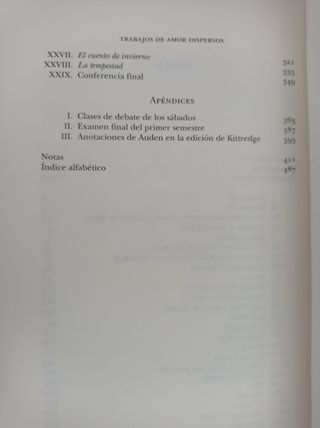 TRABAJOS DE AMOR DISPERSOS
XXVII. El cuento de invierno 321
XXVIII. La tempestad 335
XXIX. Conferencia final 349
APÉNDICES
I. Clases de debate de los sábados 363
II. Examen final del primer semestre 387
III. Anotaciones de Auden en la edición de Kittredge 393
Notas 411
Índice alfabético 487